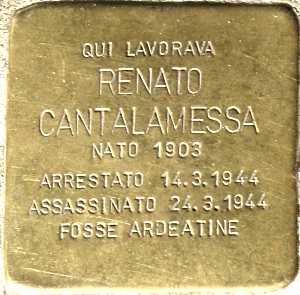 QUI LAVORAVA
RENATO
CANTALAMESSA
NATO 1903
ARRESTATO 14.3.1944
ASSASSINATO 24.3.1944
FOSSE ARDEATINE